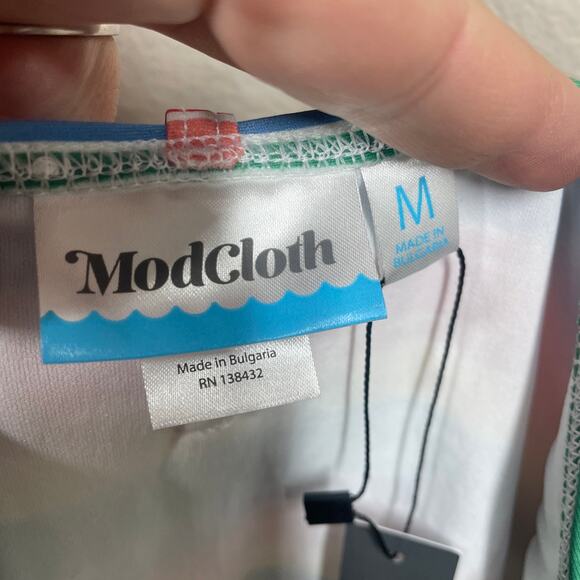 ModCloth
M
MADE IN
BULGARIA
Made in Bulgaria
RN 138432